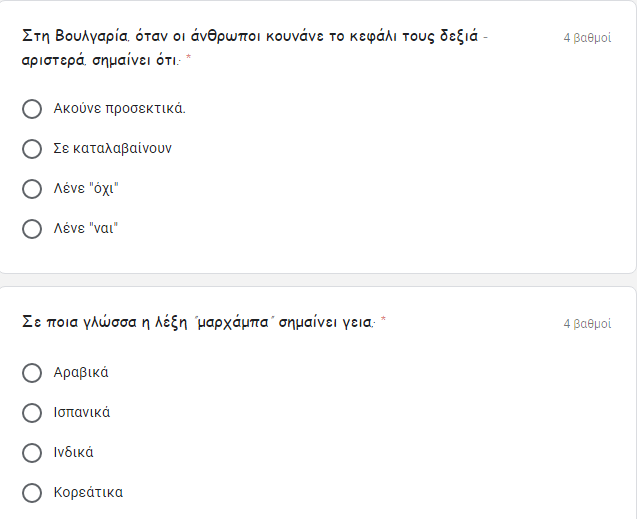 Στη Βουλγαρία, όταν οι άνθρωποι κουνάνε το κεφάλι τους δεξιά -
αριστερά, σημαίνει ότι.: *
4 βαθμοί
Ακούνε προσεκτικά.
Σε καταλαβαίνουν
Λένε "όχι"
Λένε "ναι"
Σε ποια γλώσσα η λέξη "μαρχάμπα" σημαίνει γεια;: *
4 βαθμοί
Αραβικά
Ισπανικά
Ινδικά
Κορεάτικα